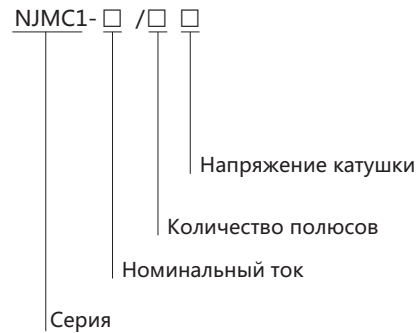 NJMC1-□ /□ □
Напряжение катушки
Количество полюсов
Номинальный ток
Серия